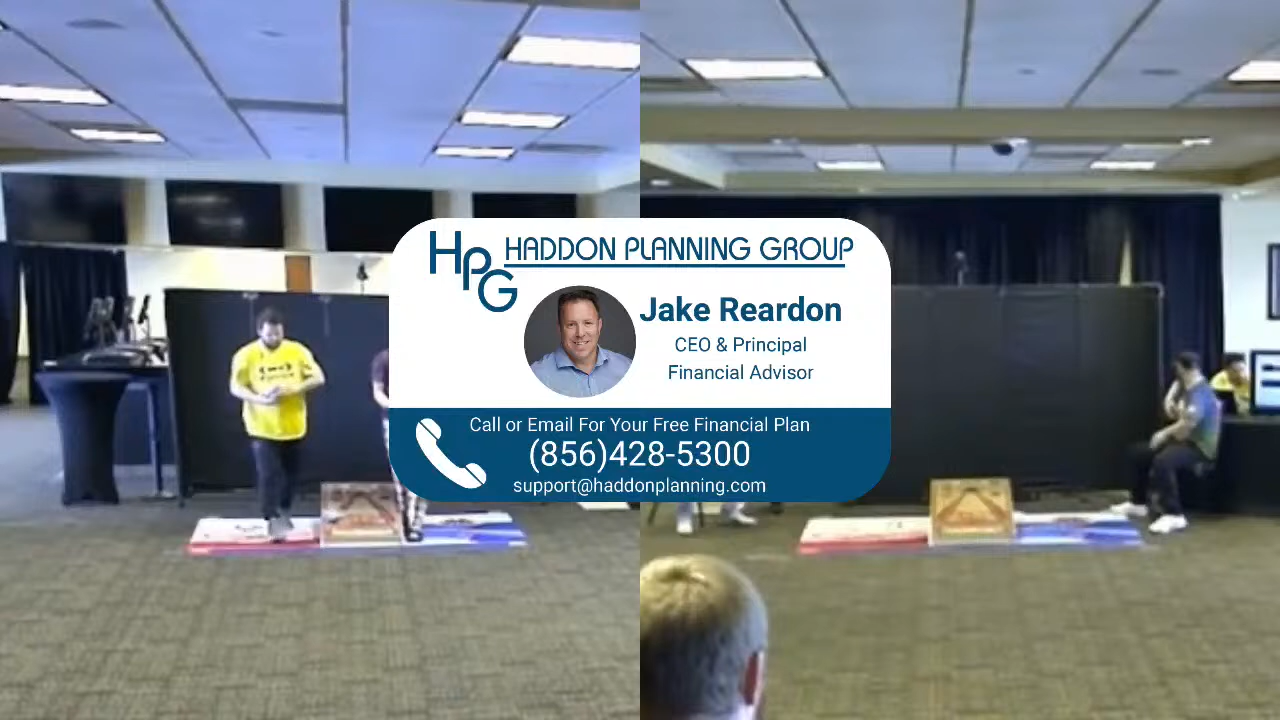 HPG HADDON PLANNING GROUP
Jake Reardon
CEO & Principal
Financial Advisor
Call or Email For Your Free Financial Plan
(856)428-5300
support@haddonplanning.com